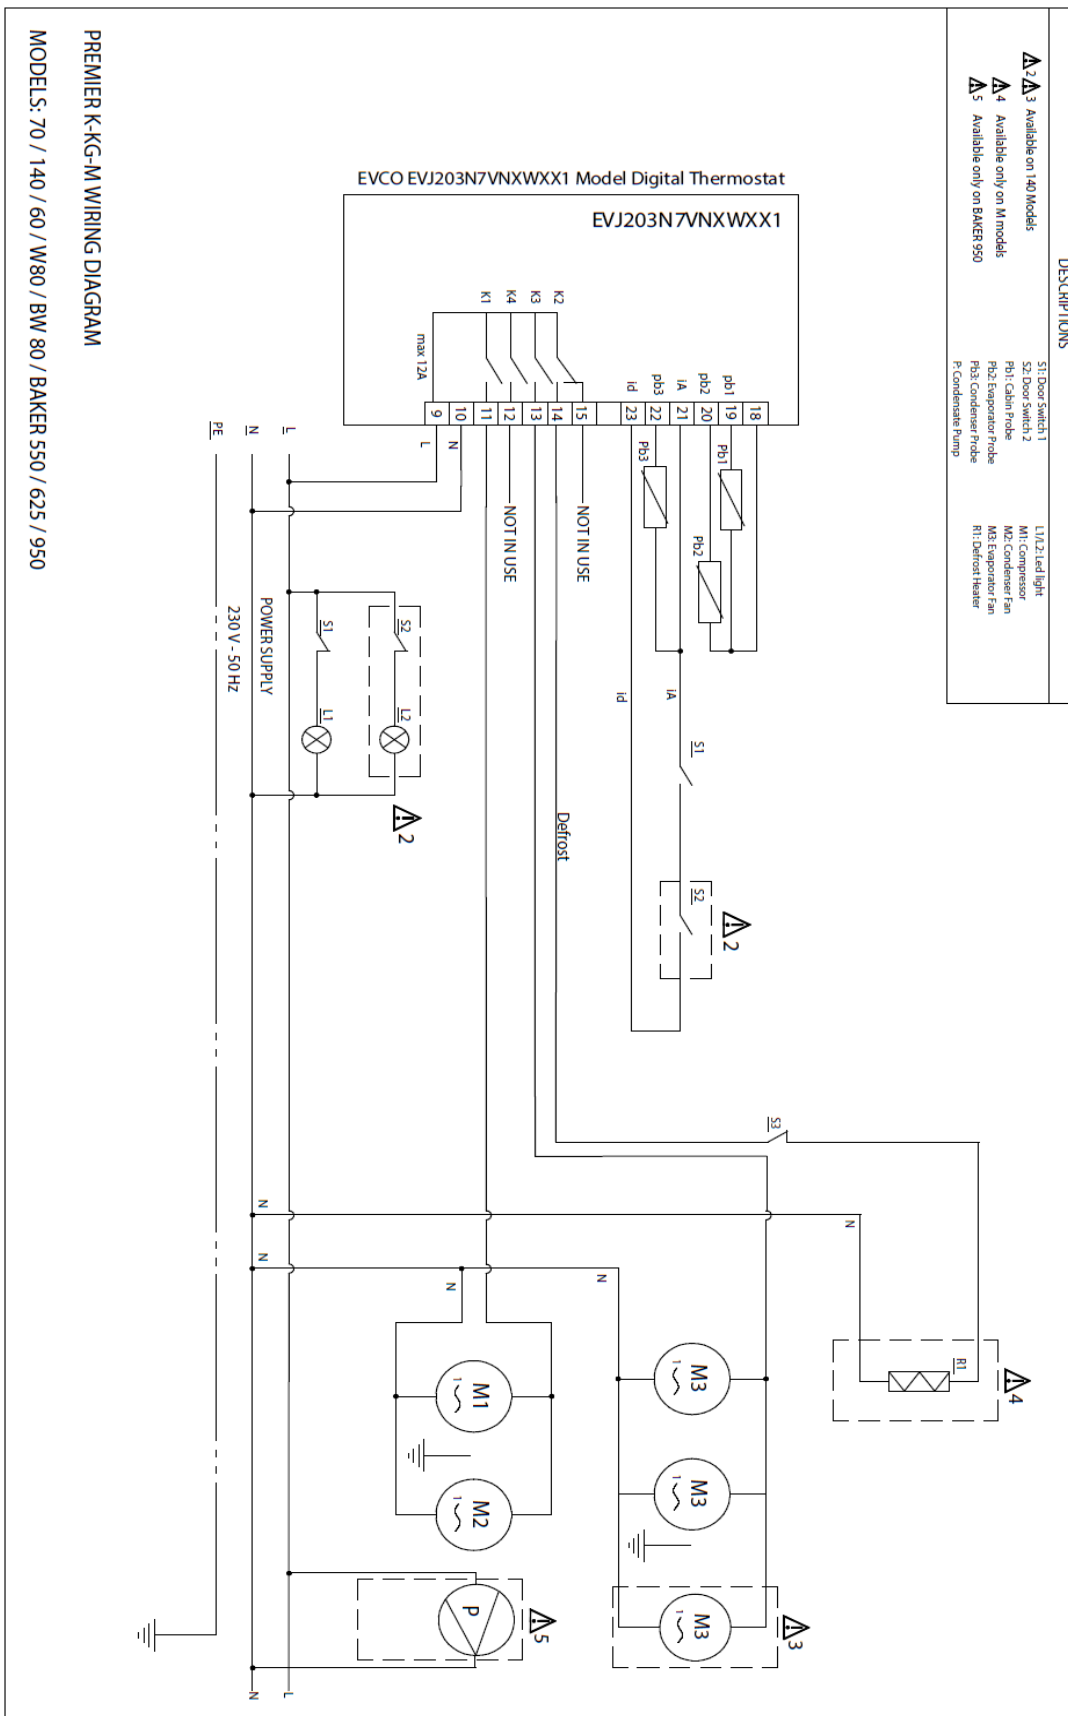 DESCRIPTIONS
2 3 Available on 140 Models
4 Available only on M models
5 Available only on BAKER 950
S1: Door Switch 1
S2: Door Switch 2
Pb1: Cabin Probe
Pb2: Evaporator Probe
Pb3: Condenser Probe
P: Condensate Pump
L1/L2: Led light
M1: Compressor
M2: Condenser Fan
M3: Evaporator Fan
R1: Defrost Heater
EVCO EVJ203N7VNXWXX1 Model Digital Thermostat
EVJ203N7VNXWXX1
K1
K4
K3
K2
max 12A
id
pb3
iA
pb2
pb1
9
10
11
12
13
14
15
23
22
21
20
19
18
L
N
NOT IN USE
NOT IN USE
Pb3
Pb1
Pb2
PE
N
L
POWER SUPPLY
230 V - 50 Hz
S1
L1
S2
L2
2
id
iA
S1
S2
2
Defrost
S3
N
N
N
N
N
R1
4
M1
1
M2
1
M3
1
M3
1
M3
1
3
P
5
N
L
PREMIER K-KG-M WIRING DIAGRAM
MODELS: 70 / 140 / 60 / W80 / BW 80 / BAKER 550 / 625 / 950